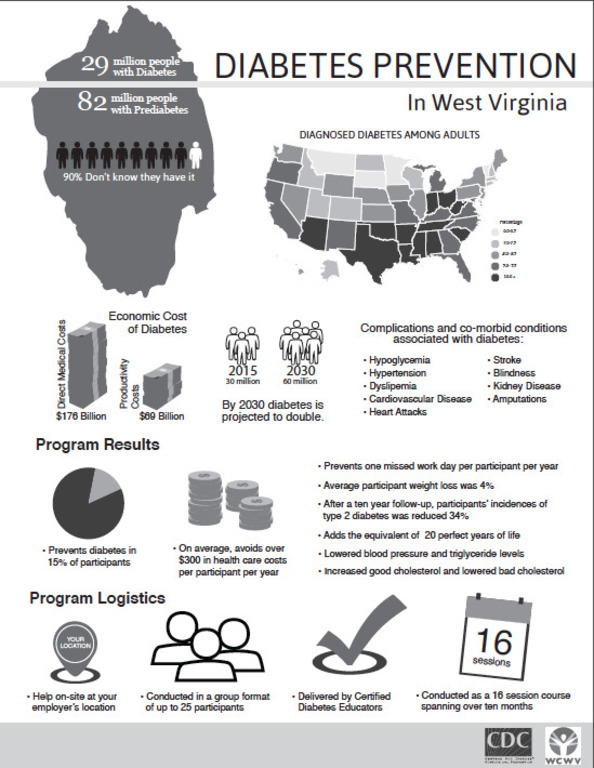 29 million people
with Diabetes
82 million people
with Prediabetes
90% Don't know they have it
DIABETES PREVENTION
In West Virginia
DIAGNOSED DIABETES AMONG ADULTS
Economic Cost
of Diabetes
Direct Medical Costs
$176 Billion
Productivity
Costs
$69 Billion
2015
30 million
2030
60 million
By 2030 diabetes is
projected to double.
Complications and co-morbid conditions
associated with diabetes:
• Hypoglycemia
• Hypertension
• Dyslipemia
• Cardiovascular Disease
• Heart Attacks
• Stroke
• Blindness
• Kidney Disease
• Amputations
Program Results
• Prevents diabetes in
15% of participants
• On average, avoids over
$300 in health care costs
per participant per year
• Prevents one missed work day per participant per year
• Average participant weight loss was 4%
• After a ten year follow-up, participants' incidences of
type 2 diabetes was reduced 34%
• Adds the equivalent of 20 perfect years of life
• Lowered blood pressure and triglyceride levels
• Increased good cholesterol and lowered bad cholesterol
Program Logistics
YOUR
LOCATION
• Help on-site at your
employer's location
• Conducted in a group format
of up to 25 participants
• Delivered by Certified
Diabetes Educators
16
sessions
• Conducted as a 16 session course
spanning over ten months
CDC
WCWV